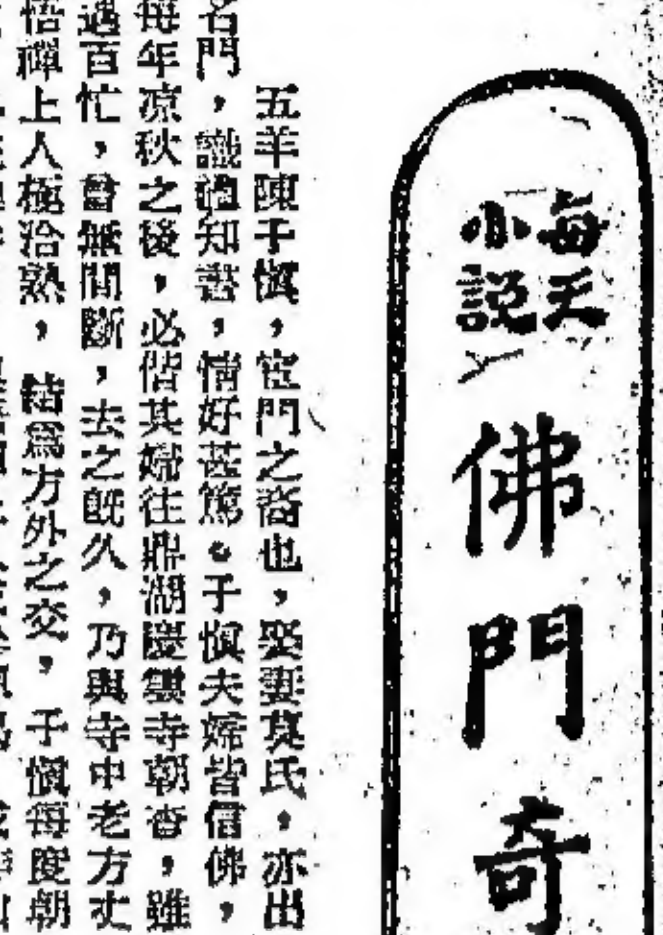 每天
小説
佛門奇
五羊陳子愼，宦門之裔也，娶妻莫氏，亦出
名門，識禮知書，情好甚篤。子愼夫婦皆信佛，
每年凉秋之後，必偕其婦往鼎湖慶雲寺朝香，雖
過百忙，曾無間斷，去之既久，乃與寺中老方丈
悟禪上人極洽熟，結爲方外之交，子愼每度朝